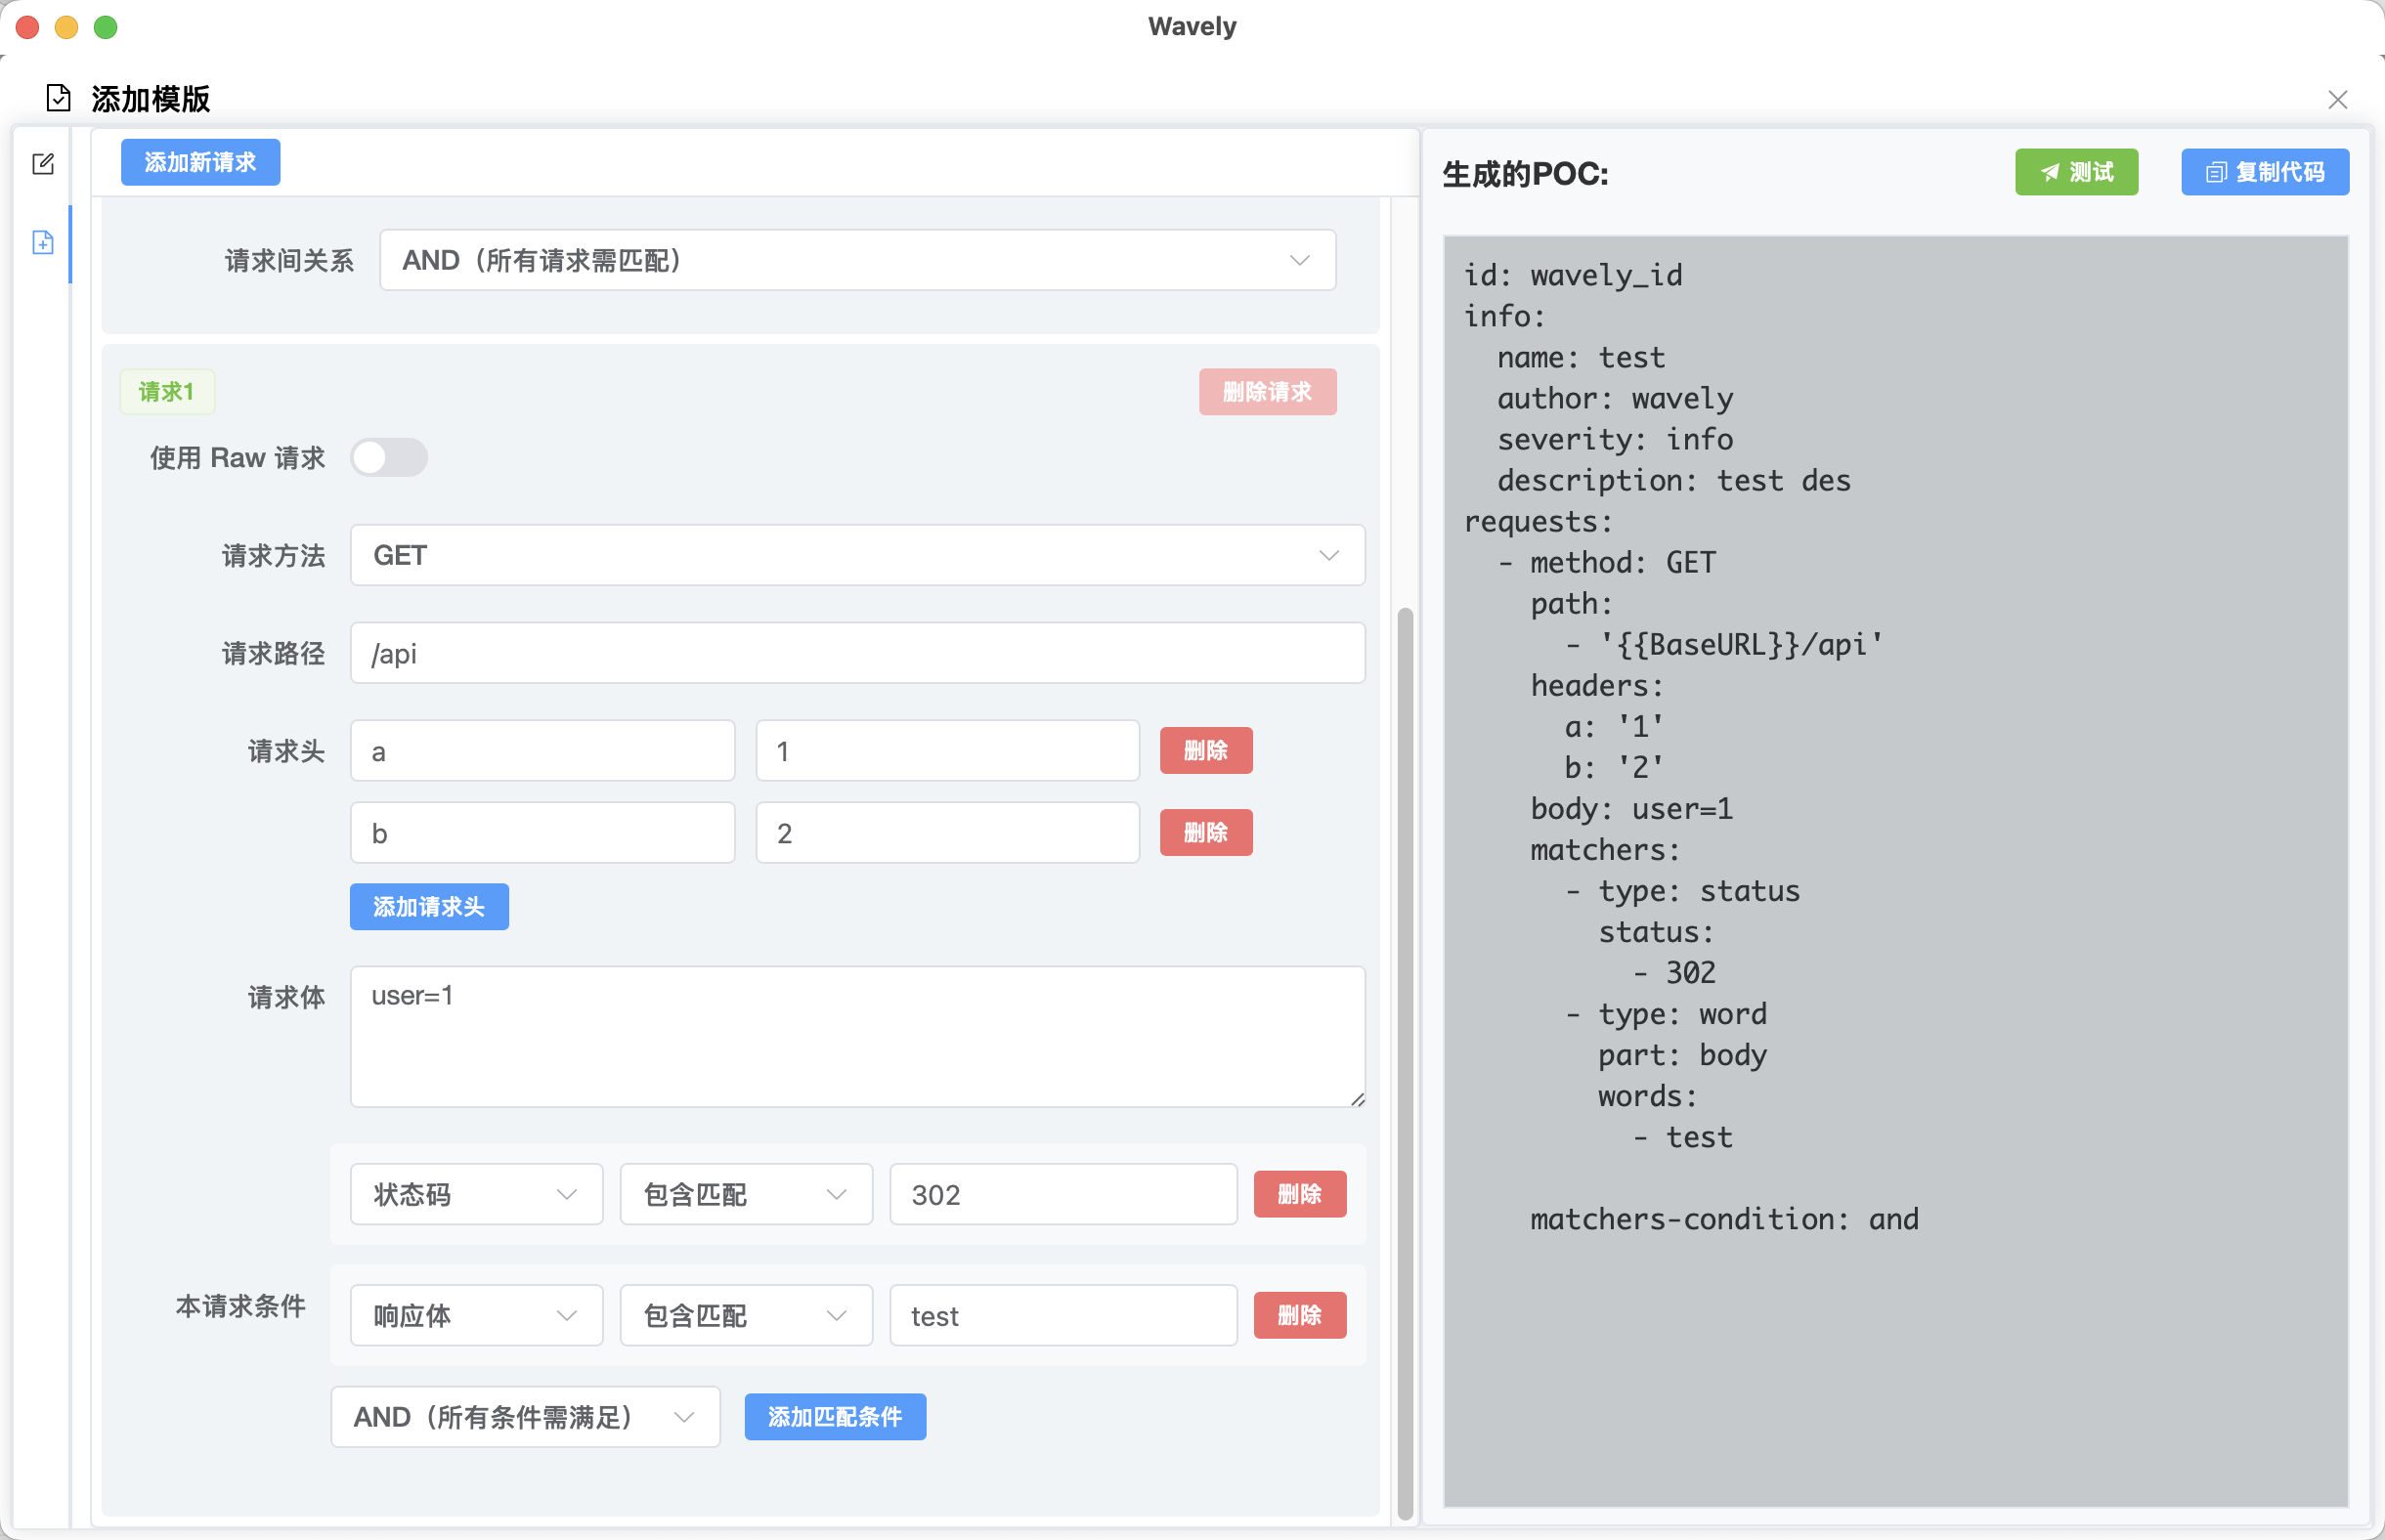 Wavely
添加模版
添加新请求
请求间关系
AND（所有请求需匹配）
请求1
删除请求
使用 Raw 请求
请求方法
GET
请求路径
/api
请求头
a
1
删除
b
2
删除
添加请求头
请求体
user=1
状态码
包含匹配
302
删除
本请求条件
响应体
包含匹配
test
删除
AND（所有条件需满足）
添加匹配条件
生成的POC:
测试
复制代码
id: wavely_id
info:
  name: test
  author: wavely
  severity: info
  description: test des
requests:
  - method: GET
    path:
      - '{{BaseURL}}/api'
    headers:
      a: '1'
      b: '2'
    body: user=1
    matchers:
      - type: status
        status:
          - 302
      - type: word
        part: body
        words:
          - test
    matchers-condition: and